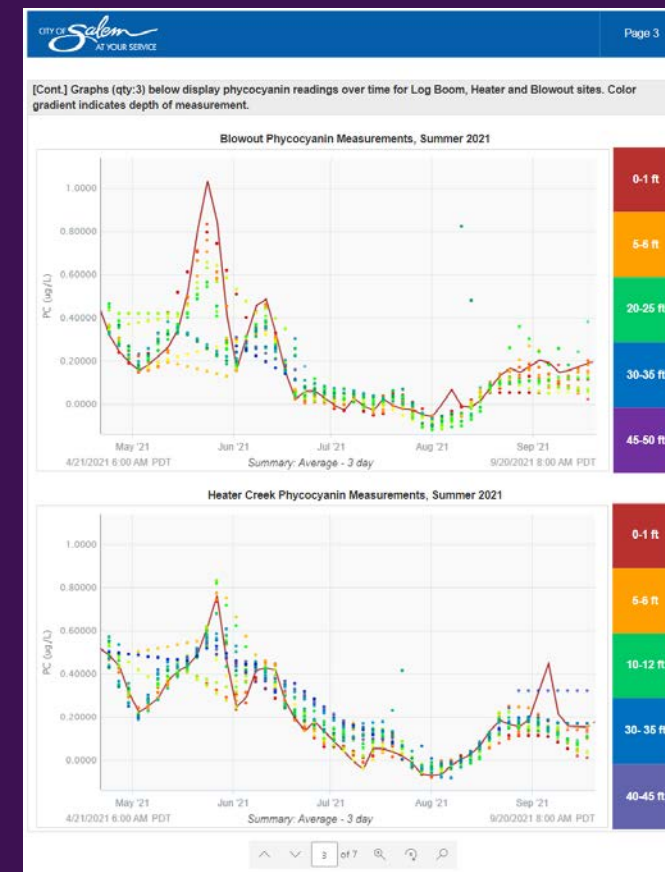 CITY OF Salem
AT YOUR SERVICE
Page 3
[Cont.] Graphs (qty:3) below display phycocyanin readings over time for Log Boom, Heater and Blowout sites. Color
gradient indicates depth of measurement.
Blowout Phycocyanin Measurements, Summer 2021
PC (ug/L)
1.0000
0.80000
0.60000
0.40000
0.20000
0.0000
May '21 Jun '21 Jul '21 Aug '21 Sep '21
4/21/2021 6:00 AM PDT Summary: Average - 3 day 9/20/2021 8:00 AM PDT
0-1 ft
5-6 ft
20-25 ft
30-35 ft
45-50 ft
Heater Creek Phycocyanin Measurements, Summer 2021
PC (ug/L)
1.0000
0.80000
0.60000
0.40000
0.20000
0.0000
May '21 Jun '21 Jul '21 Aug '21 Sep '21
4/21/2021 6:00 AM PDT Summary: Average - 3 day 9/20/2021 8:00 AM PDT
0-1 ft
5-6 ft
10-12 ft
30- 35 ft
40-45 ft
3 of 7